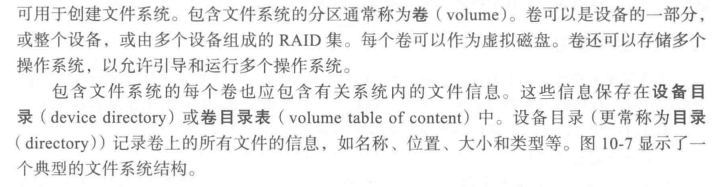 可用于创建文件系统。包含文件系统的分区通常称为卷（volume）。卷可以是设备的一部分，
或整个设备，或由多个设备组成的 RAID 集。每个卷可以作为虚拟磁盘。卷还可以存储多个
操作系统，以允许引导和运行多个操作系统。
包含文件系统的每个卷也应包含有关系统内的文件信息。这些信息保存在设备目
录（device directory）或卷目录表（volume table of content）中。设备目录（更常称为目录
（directory））记录卷上的所有文件的信息，如名称、位置、大小和类型等。图 10-7 显示了一
个典型的文件系统结构。